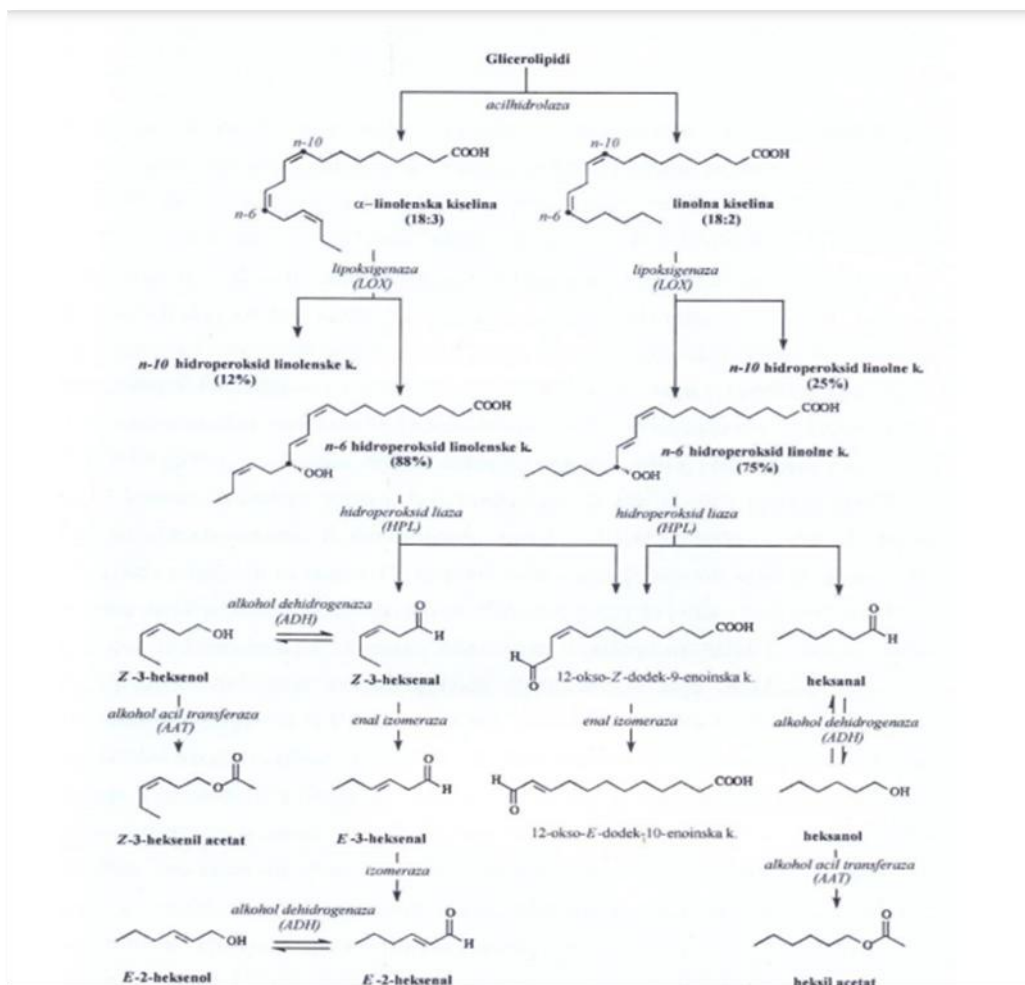 Glicerolipidi
acilhidrolaza
n-10
COOH
n-6
α–linolenska kiselina
(18:3)
n-10
COOH
n-6
linolna kiselina
(18:2)
lipoksigenaza
(LOX)
lipoksigenaza
(LOX)
n-10 hidroperoksid linolenske k.
(12%)
n-10 hidroperoksid linolne k.
(25%)
COOH
n-6 hidroperoksid linolenske k.
(88%)
OOH
COOH
n-6 hidroperoksid linolne k.
(75%)
OOH
hidroperoksid liaza
(HPL)
hidroperoksid liaza
(HPL)
OH
Z-3-heksenol
alkohol dehidrogenaza
(ADH)
O
H
Z-3-heksenal
COOH
H
O
12-okso-Z-dodek-9-enoinska k.
O
H
heksanal
alkohol acil transferaza
(AAT)
enal izomeraza
enal izomeraza
alkohol dehidrogenaza
(ADH)
O
O
Z-3-heksenil acetat
O
H
E-3-heksenal
H
O
COOH
12-okso-E-dodek-10-enoinska k.
OH
heksanol
izomeraza
alkohol acil transferaza
(AAT)
OH
E-2-heksenol
alkohol dehidrogenaza
(ADH)
O
H
E-2-heksenal
O
O
heksil acetat